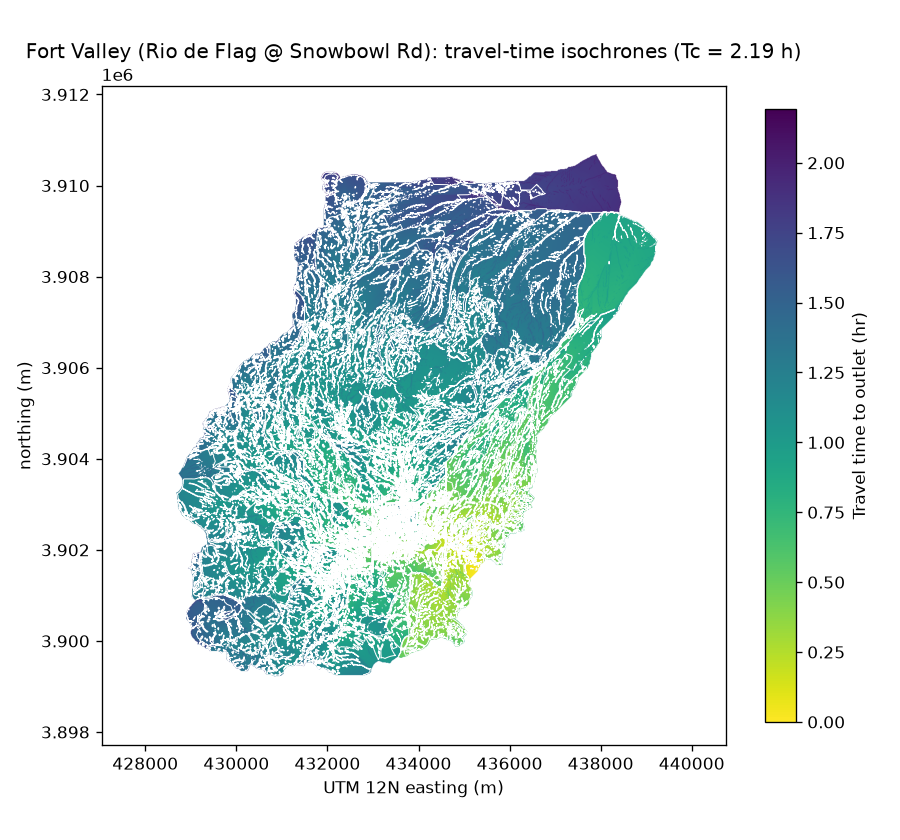 Fort Valley (Rio de Flag @ Snowbowl Rd): travel-time isochrones (Tc = 2.19 h)
1e6
3.912
3.910
3.908
3.906
3.904
3.902
3.900
3.898
northing (m)
428000 430000 432000 434000 436000 438000 440000
UTM 12N easting (m)
2.00
1.75
1.50
1.25
1.00
0.75
0.50
0.25
0.00
Travel time to outlet (hr)